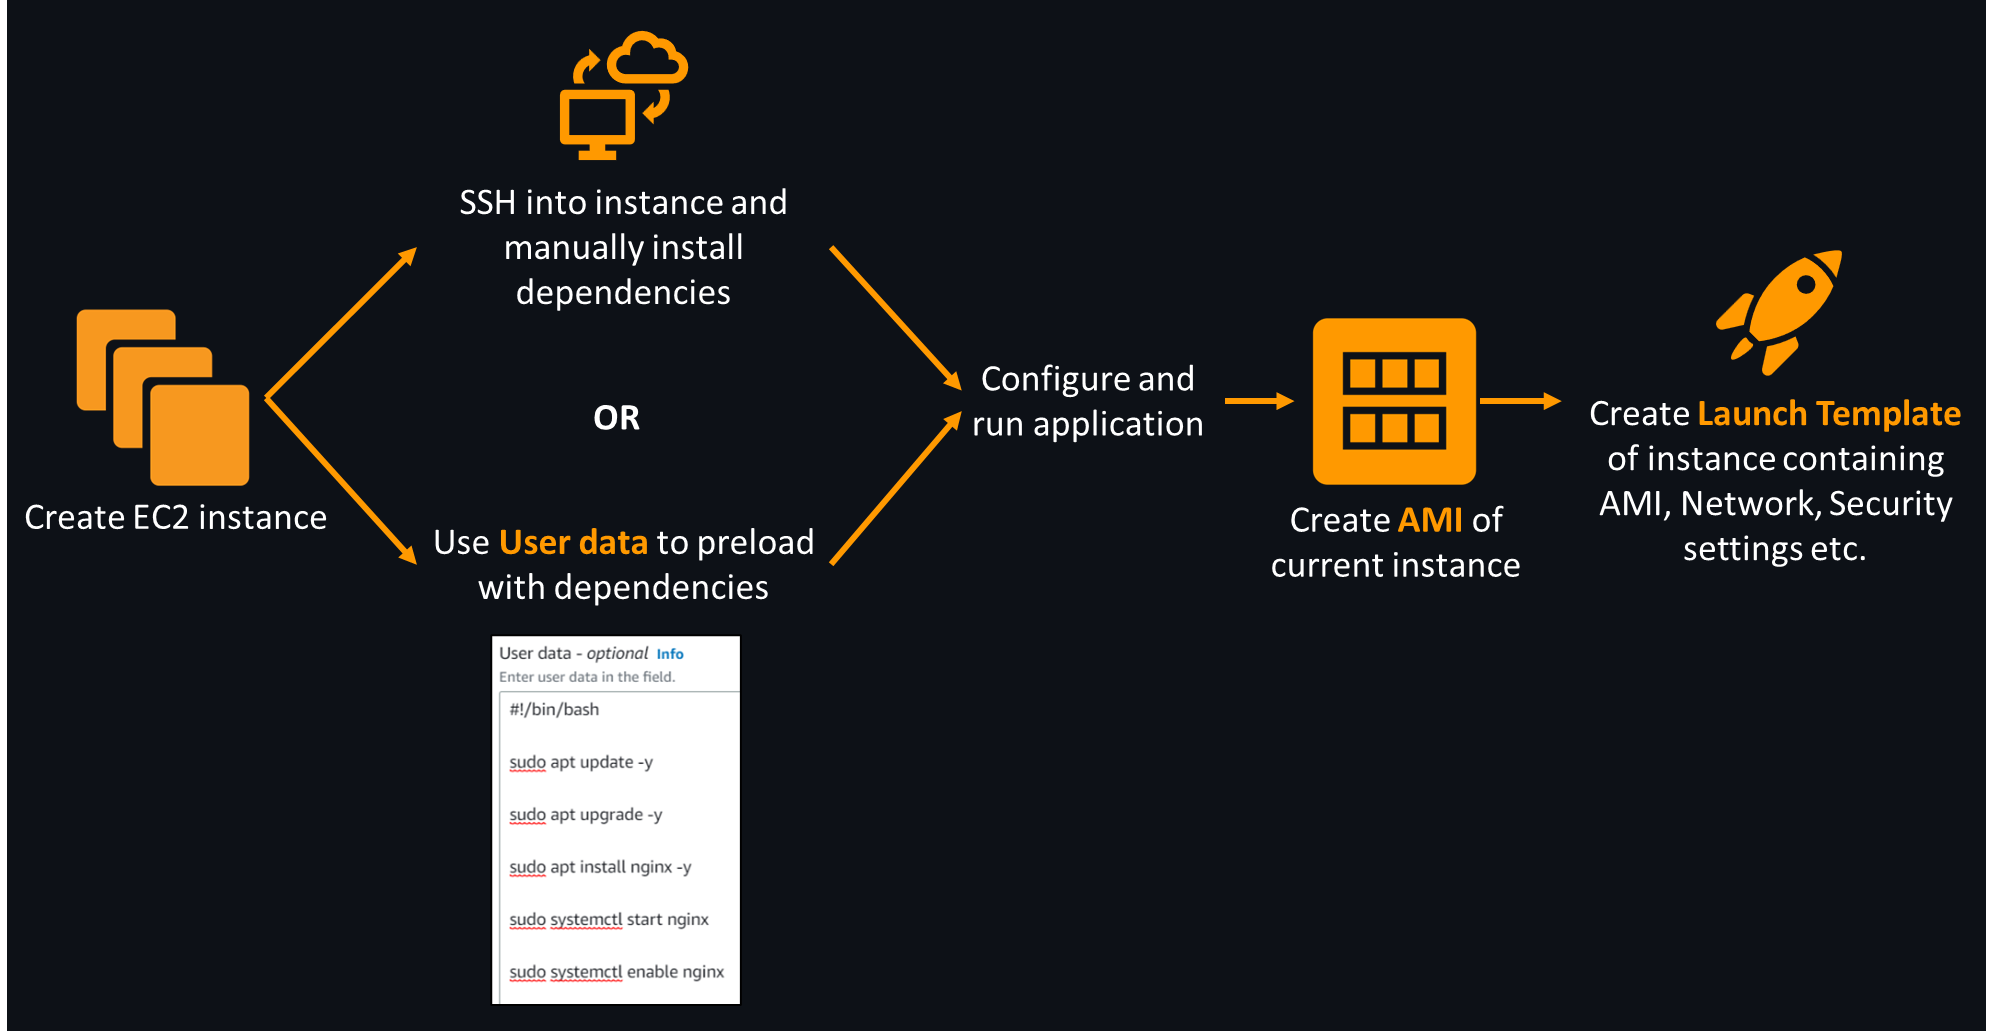 SSH into instance and
manually install
dependencies
OR
Create EC2 instance
Use User data to preload
with dependencies
User data - optional Info
Enter user data in the field.
#!/bin/bash
sudo apt update -y
sudo apt upgrade -y
sudo apt install nginx -y
sudo systemctl start nginx
sudo systemctl enable nginx
Configure and
run application
Create AMI of
current instance
Create Launch Template
of instance containing
AMI, Network, Security
settings etc.